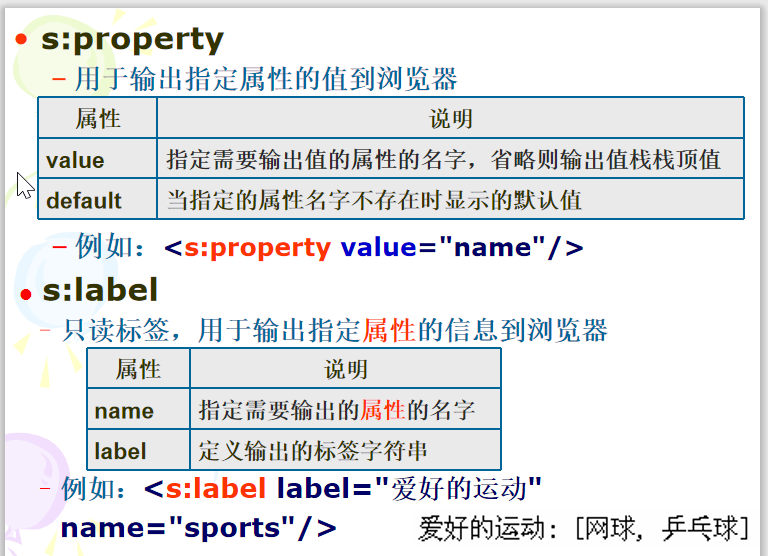 • s:property
– 用于输出指定属性的值到浏览器
属性 说明
value 指定需要输出值的属性的名字，省略则输出值栈栈顶值
default 当指定的属性名字不存在时显示的默认值
– 例如：<s:property value="name"/>
• s:label
– 只读标签，用于输出指定属性的信息到浏览器
属性 说明
name 指定需要输出的属性的名字
label 定义输出的标签字符串
– 例如：<s:label label="爱好的运动"
name="sports"/>
爱好的运动: [网球, 乒乓球]